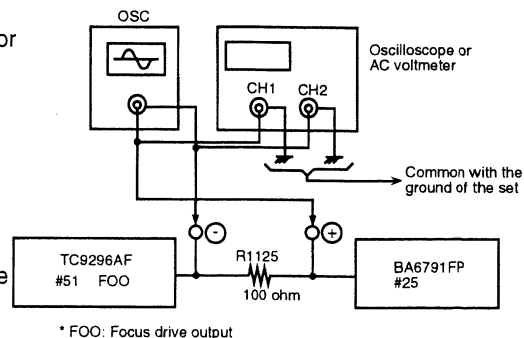 OSC
or
Oscilloscope or
AC voltmeter
CH1 CH2
Common with the
ground of the set
-
+
TC9296AF
#51 FOO
R1125
100 ohm
BA6791FP
#25
e
* FOO: Focus drive output